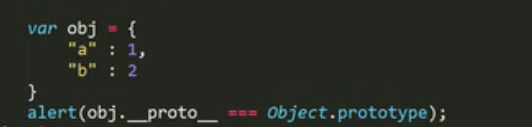 var obj = {
    "a" : 1,
    "b" : 2
}
alert(obj.__proto__ === Object.prototype);